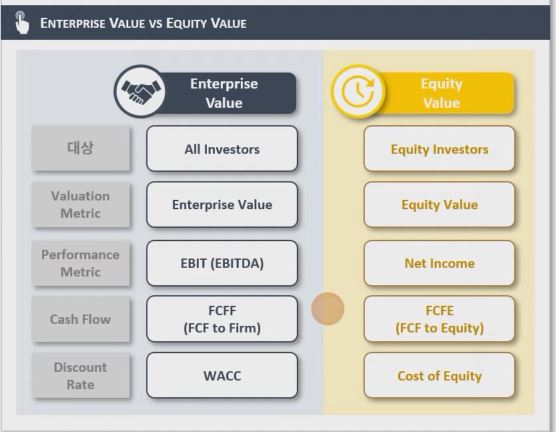 ENTERPRISE VALUE VS EQUITY VALUE
Enterprise
Value
Equity
Value
대상
All Investors
Equity Investors
Valuation
Metric
Enterprise Value
Equity Value
Performance
Metric
EBIT (EBITDA)
Net Income
Cash Flow
FCFF
(FCF to Firm)
FCFE
(FCF to Equity)
Discount
Rate
WACC
Cost of Equity